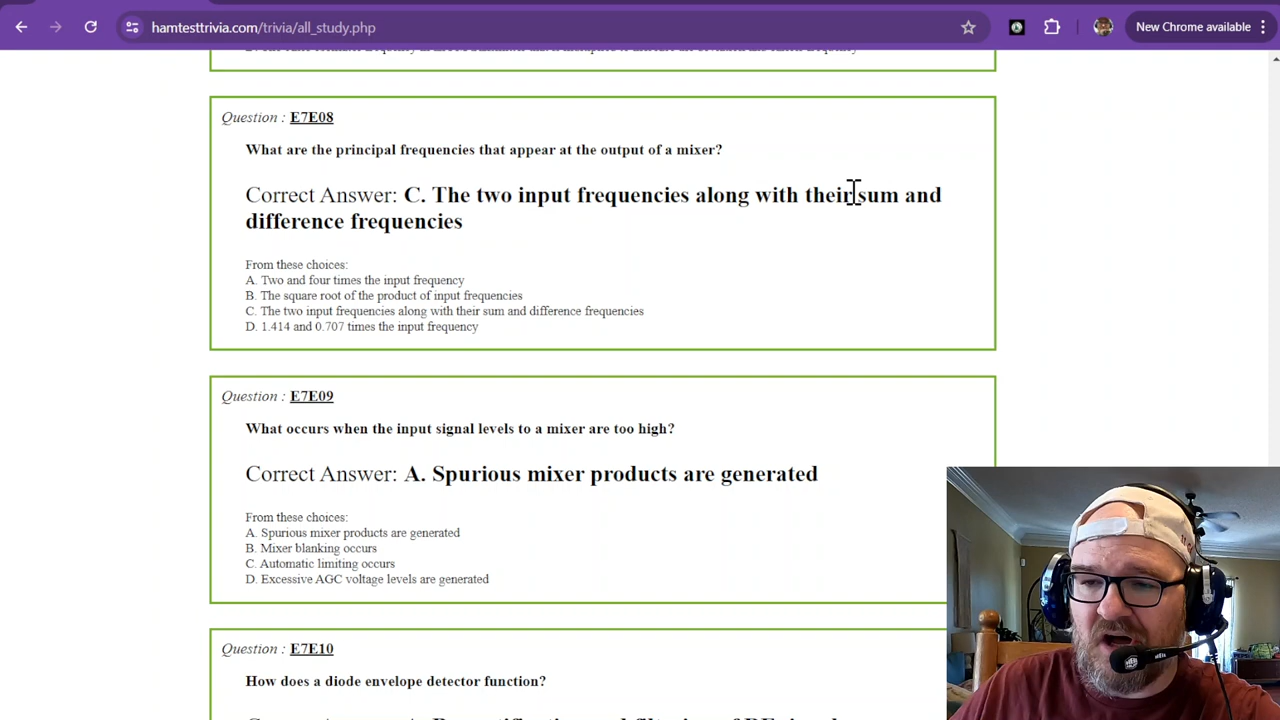 hamtesttrivia.com/trivia/all_study.php
New Chrome available
Question : E7E08
What are the principal frequencies that appear at the output of a mixer?
Correct Answer: C. The two input frequencies along with their sum and
difference frequencies
From these choices:
A. Two and four times the input frequency
B. The square root of the product of input frequencies
C. The two input frequencies along with their sum and difference frequencies
D. 1.414 and 0.707 times the input frequency
Question : E7E09
What occurs when the input signal levels to a mixer are too high?
Correct Answer: A. Spurious mixer products are generated
From these choices:
A. Spurious mixer products are generated
B. Mixer blanking occurs
C. Automatic limiting occurs
D. Excessive AGC voltage levels are generated
Question : E7E10
How does a diode envelope detector function?